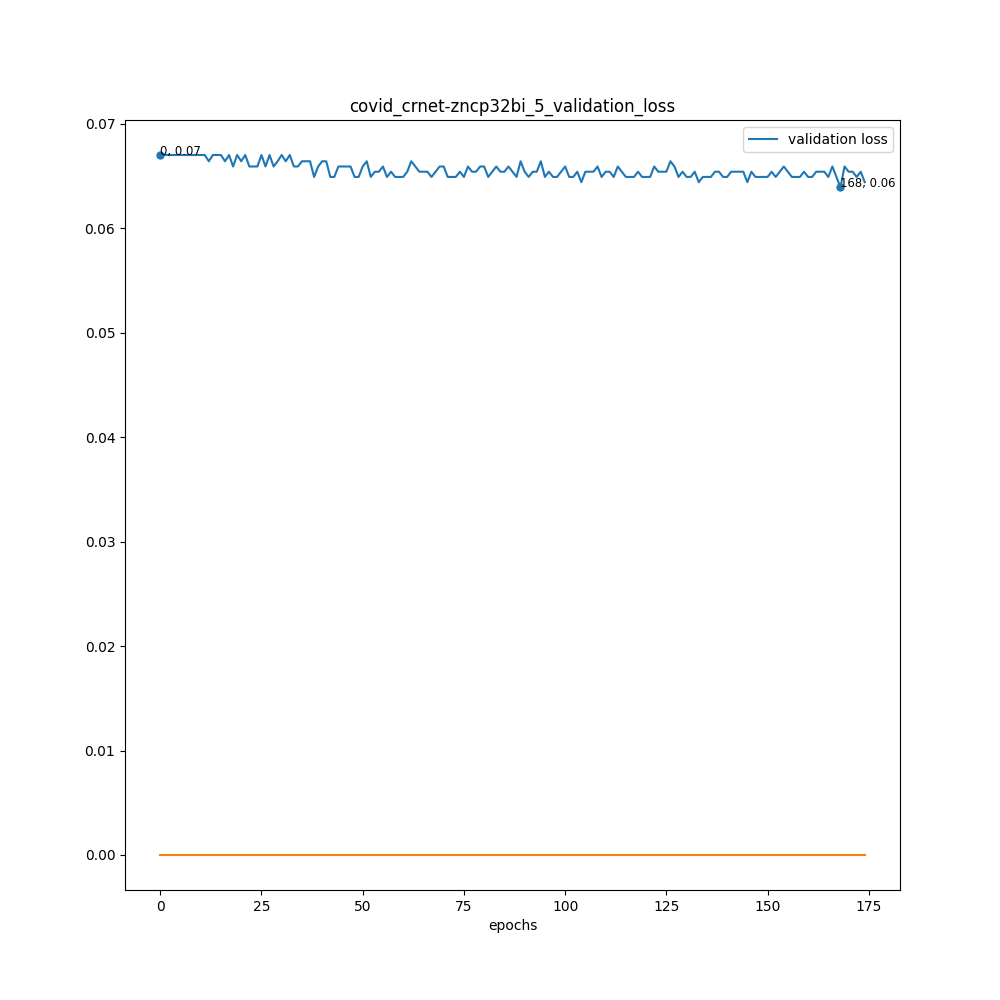 covid_crnet-zncp32bi_5_validation_loss
0.07
validation loss
0, 0.07
168, 0.06
0.06
0.05
0.04
0.03
0.02
0.01
0.00
0 25 50 75 100 125 150 175
epochs